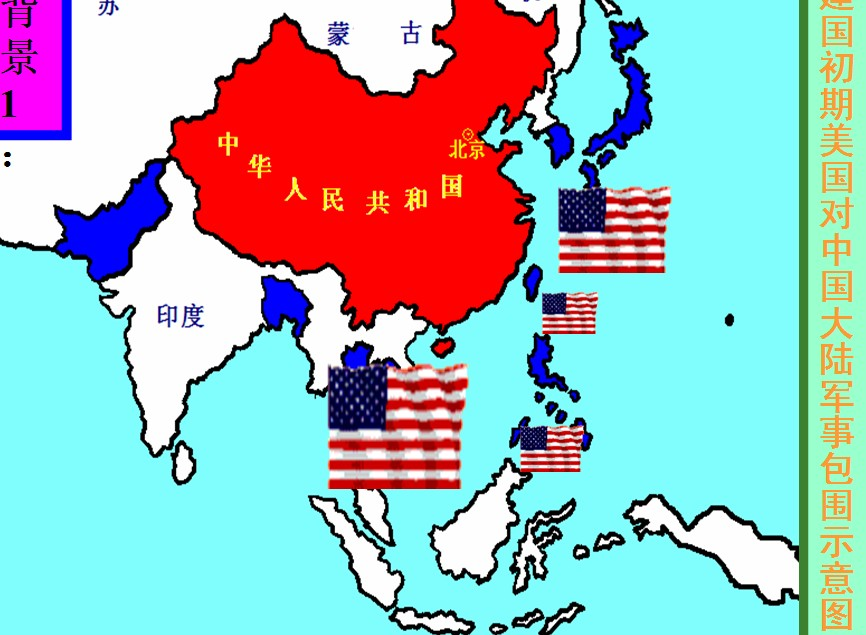 苏
背
景
1
:
蒙 古
中华人民共和国
北京
印度
建国初期美国对中国大陆军事包围示意图